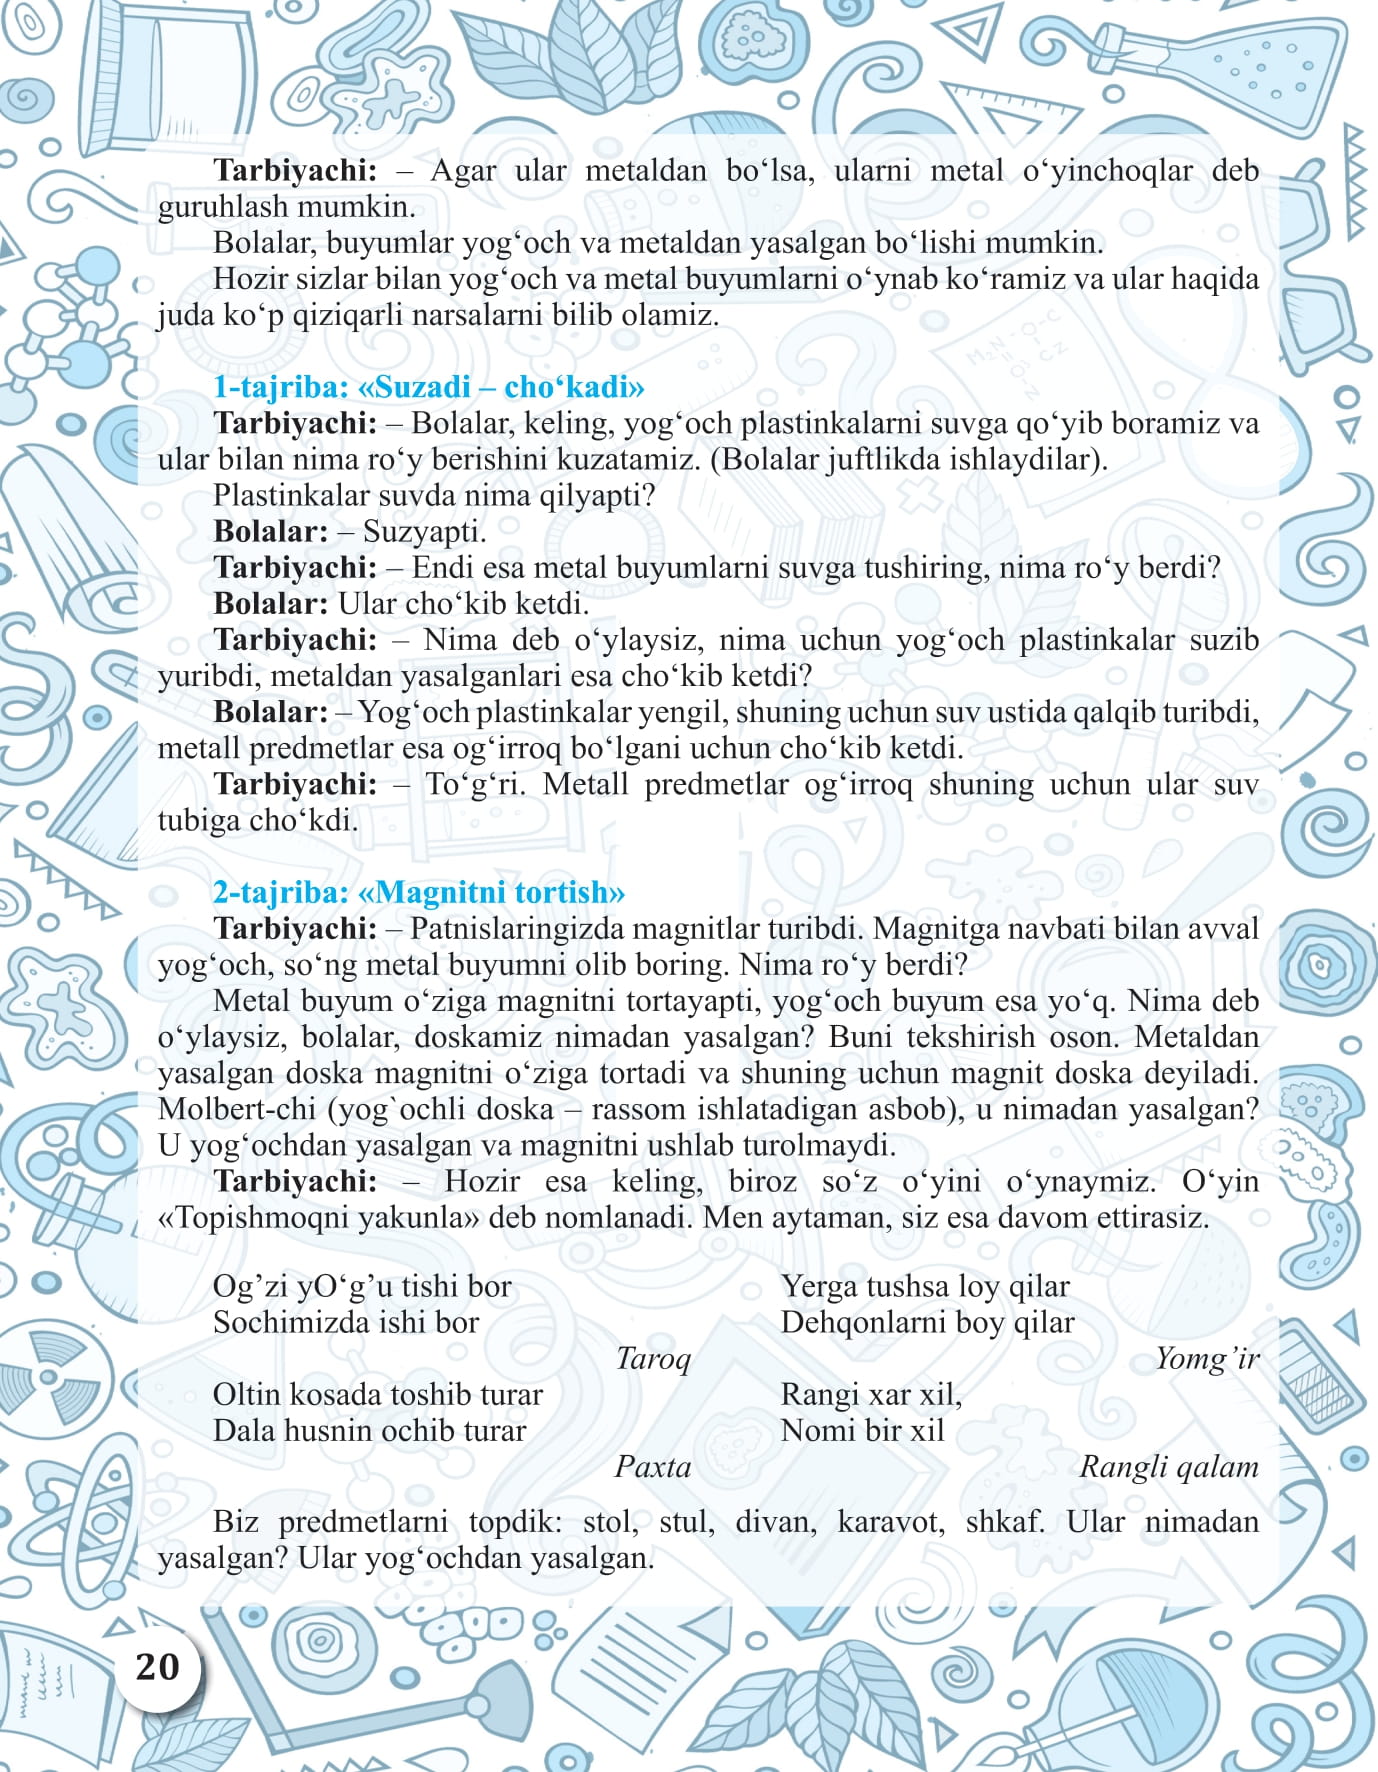 Tarbiyachi: – Agar ular metaldan bo‘lsa, ularni metal o‘yinchoqlar deb
guruhlash mumkin.
Bolalar, buyumlar yog‘och va metaldan yasalgan bo‘lishi mumkin.
Hozir sizlar bilan yog‘och va metal buyumlarni o‘ynab ko‘ramiz va ular haqida
juda ko‘p qiziqarli narsalarni bilib olamiz.
1-tajriba: «Suzadi – cho‘kadi»
Tarbiyachi: – Bolalar, keling, yog‘och plastinkalarni suvga qo‘yib boramiz va
ular bilan nima ro‘y berishini kuzatamiz. (Bolalar juftlikda ishlaydilar).
Plastinkalar suvda nima qilyapti?
Bolalar: – Suzyapti.
Tarbiyachi: – Endi esa metal buyumlarni suvga tushiring, nima ro‘y berdi?
Bolalar: Ular cho‘kib ketdi.
Tarbiyachi: – Nima deb o‘ylaysiz, nima uchun yog‘och plastinkalar suzib
yuribdi, metaldan yasalganlari esa cho‘kib ketdi?
Bolalar: – Yog‘och plastinkalar yengil, shuning uchun suv ustida qalqib turibdi,
metall predmetlar esa og‘irroq bo‘lgani uchun cho‘kib ketdi.
Tarbiyachi: – To‘g‘ri. Metall predmetlar og‘irroq shuning uchun ular suv
tubiga cho‘kdi.
2-tajriba: «Magnitni tortish»
Tarbiyachi: – Patnislaringizda magnitlar turibdi. Magnitga navbati bilan avval
yog‘och, so‘ng metal buyumni olib boring. Nima ro‘y berdi?
Metal buyum o‘ziga magnitni tortayapti, yog‘och buyum esa yo‘q. Nima deb
o‘ylaysiz, bolalar, doskamiz nimadan yasalgan? Buni tekshirish oson. Metaldan
yasalgan doska magnitni o‘ziga tortadi va shuning uchun magnit doska deyiladi.
Molbert-chi (yog`ochli doska – rassom ishlatadigan asbob), u nimadan yasalgan?
U yog‘ochdan yasalgan va magnitni ushlab turolmaydi.
Tarbiyachi: – Hozir esa keling, biroz so‘z o‘yini o‘ynaymiz. O‘yin
«Topishmoqni yakunla» deb nomlanadi. Men aytaman, siz esa davom ettirasiz.
Og’zi yO‘g’u tishi bor
Sochimizda ishi bor
Taroq
Oltin kosada toshib turar
Dala husnin ochib turar
Paxta
Yerga tushsa loy qilar
Dehqonlarni boy qilar
Yomg’ir
Rangi xar xil,
Nomi bir xil
Rangli qalam
Biz predmetlarni topdik: stol, stul, divan, karavot, shkaf. Ular nimadan
yasalgan? Ular yog‘ochdan yasalgan.
20